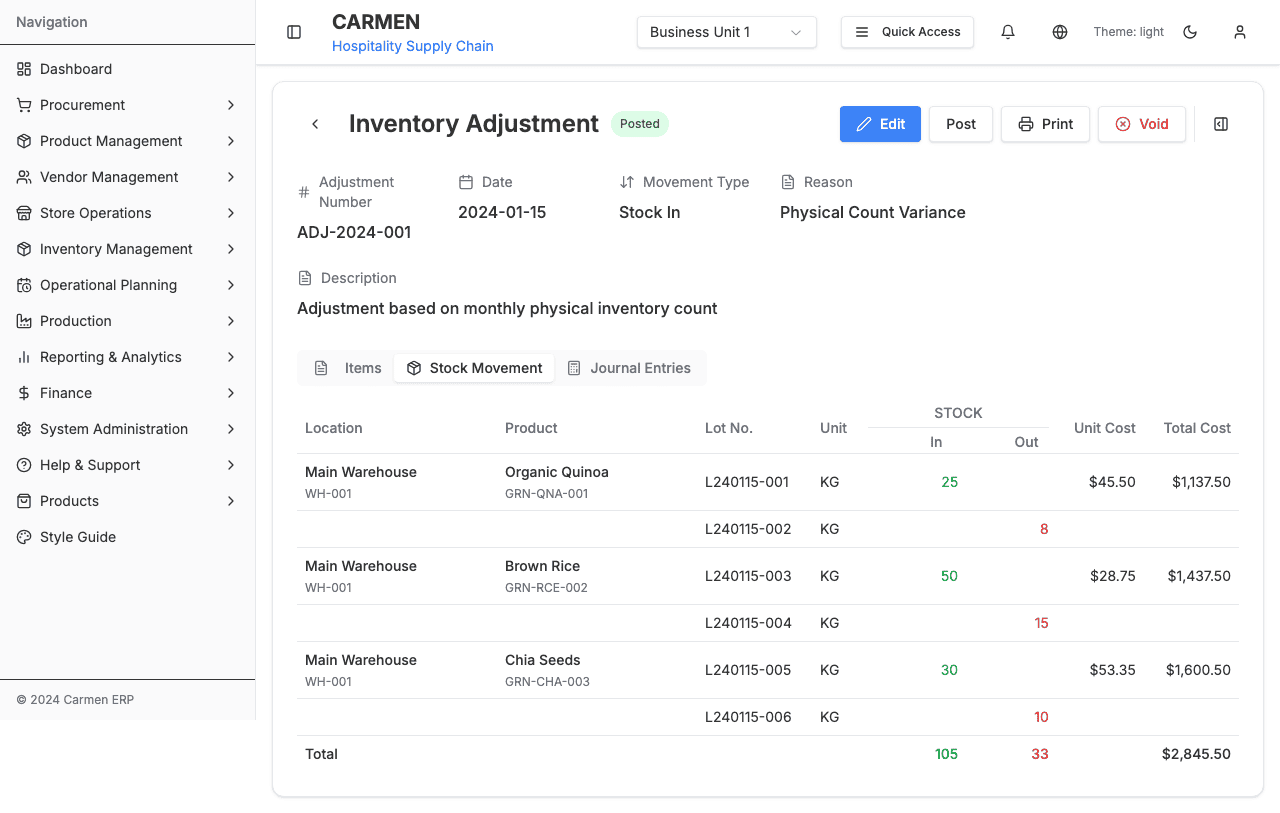 Navigation
Dashboard
Procurement
Product Management
Vendor Management
Store Operations
Inventory Management
Operational Planning
Production
Reporting & Analytics
Finance
System Administration
Help & Support
Products
Style Guide
© 2024 Carmen ERP
CARMEN
Hospitality Supply Chain
Business Unit 1
Quick Access
Theme: light
Inventory Adjustment
Posted
Edit
Post
Print
Void
Adjustment
Number
ADJ-2024-001
Date
2024-01-15
Movement Type
Stock In
Reason
Physical Count Variance
Description
Adjustment based on monthly physical inventory count
Items
Stock Movement
Journal Entries
Location Product Lot No. Unit STOCK Unit Cost Total Cost
In Out
Main Warehouse Organic Quinoa L240115-001 KG 25 $45.50 $1,137.50
WH-001 GRN-QNA-001
L240115-002 KG 8
Main Warehouse Brown Rice L240115-003 KG 50 $28.75 $1,437.50
WH-001 GRN-RCE-002
L240115-004 KG 15
Main Warehouse Chia Seeds L240115-005 KG 30 $53.35 $1,600.50
WH-001 GRN-CHA-003
L240115-006 KG 10
Total 105 33 $2,845.50